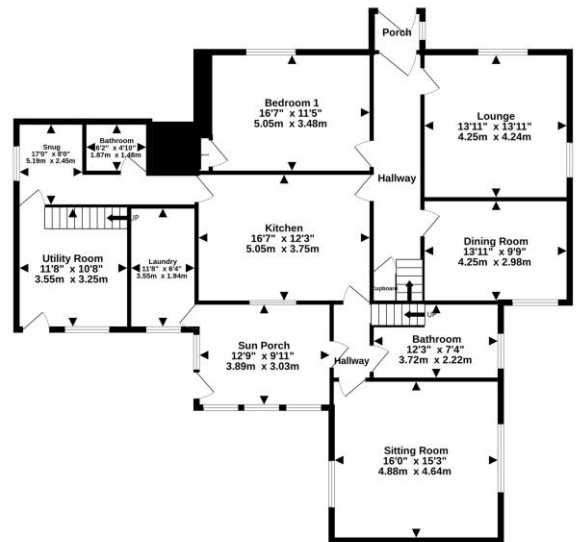 Porch
Bedroom 1
16'7" x 11'5"
5.05m x 3.48m
Lounge
13'11" x 13'11"
4.25m x 4.24m
Snug
17'0" x 8'0"
5.19m x 2.45m
Bathroom
6'2" x 4'10"
1.87m x 1.48m
Hallway
Kitchen
16'7" x 12'3"
5.05m x 3.75m
Dining Room
13'11" x 9'9"
4.25m x 2.98m
UP
Utility Room
11'8" x 10'8"
3.55m x 3.25m
Laundry
11'8" x 6'4"
3.55m x 1.94m
Cupboard
UP
Sun Porch
12'9" x 9'11"
3.89m x 3.03m
Hallway
Bathroom
12'3" x 7'4"
3.72m x 2.22m
Sitting Room
16'0" x 15'3"
4.88m x 4.64m